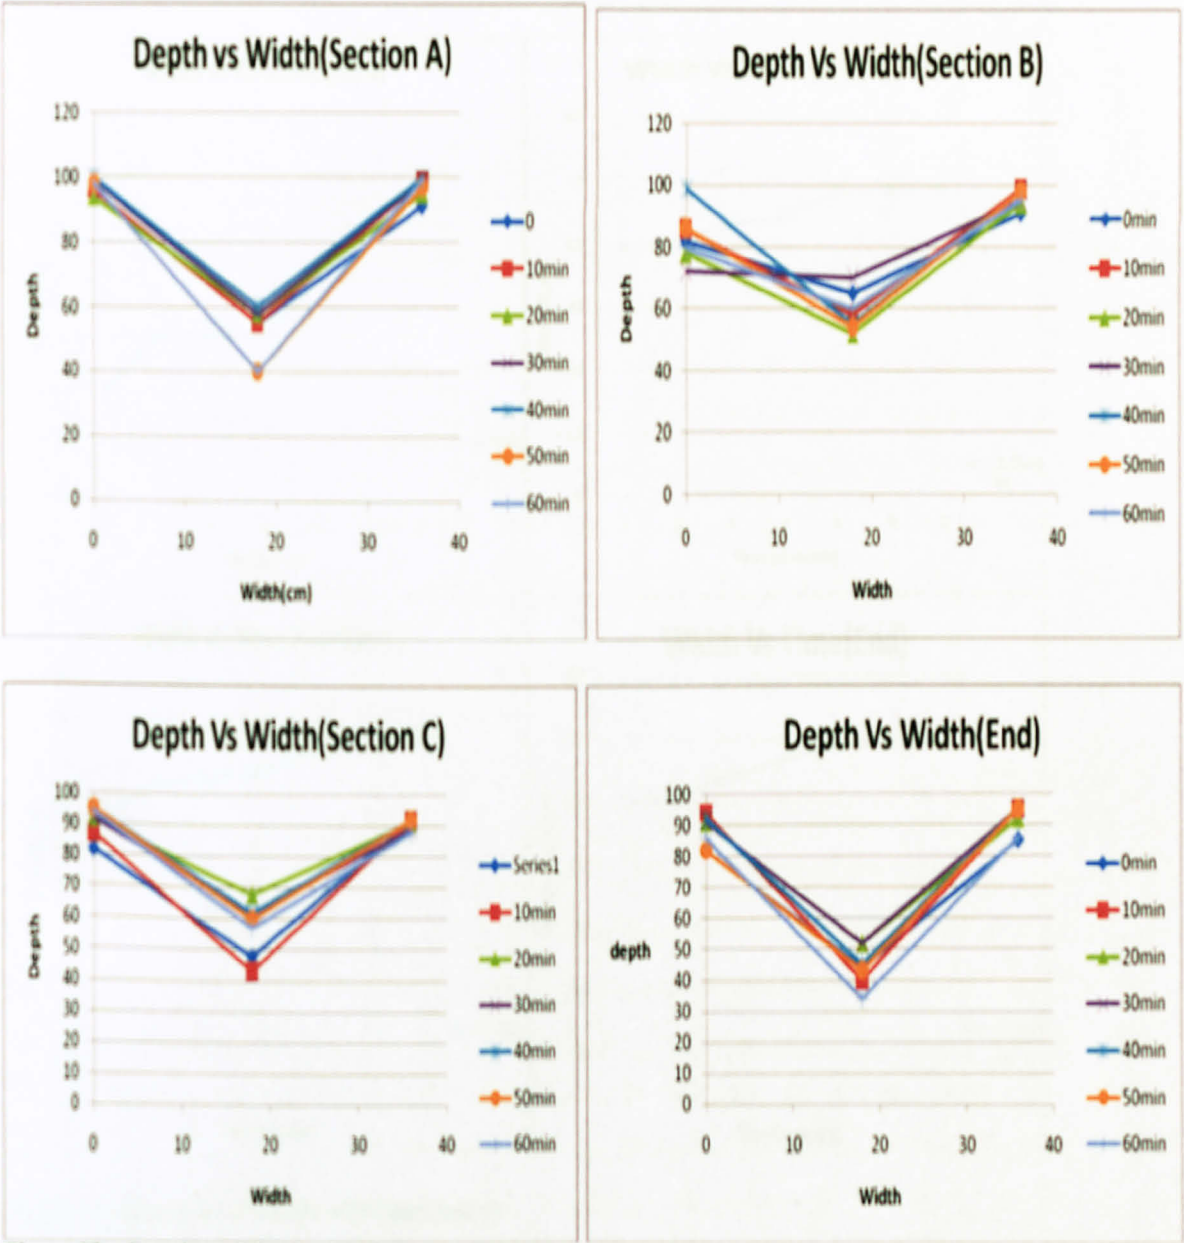 Depth vs Width(Section A)
120
100
80
60
40
20
0
0 10 20 30 40
Depth
Width(cm)
0
10min
20min
30min
40min
50min
60min
Depth Vs Width(Section B)
120
100
80
60
40
20
0
0 10 20 30 40
Depth
Width
0min
10min
20min
30min
40min
50min
60min
Depth Vs Width(Section C)
100
90
80
70
60
50
40
30
20
10
0
0 10 20 30 40
Depth
Width
Series1
10min
20min
30min
40min
50min
60min
Depth Vs Width(End)
100
90
80
70
60
50
40
30
20
10
0
0 10 20 30 40
depth
Width
0min
10min
20min
30min
40min
50min
60min